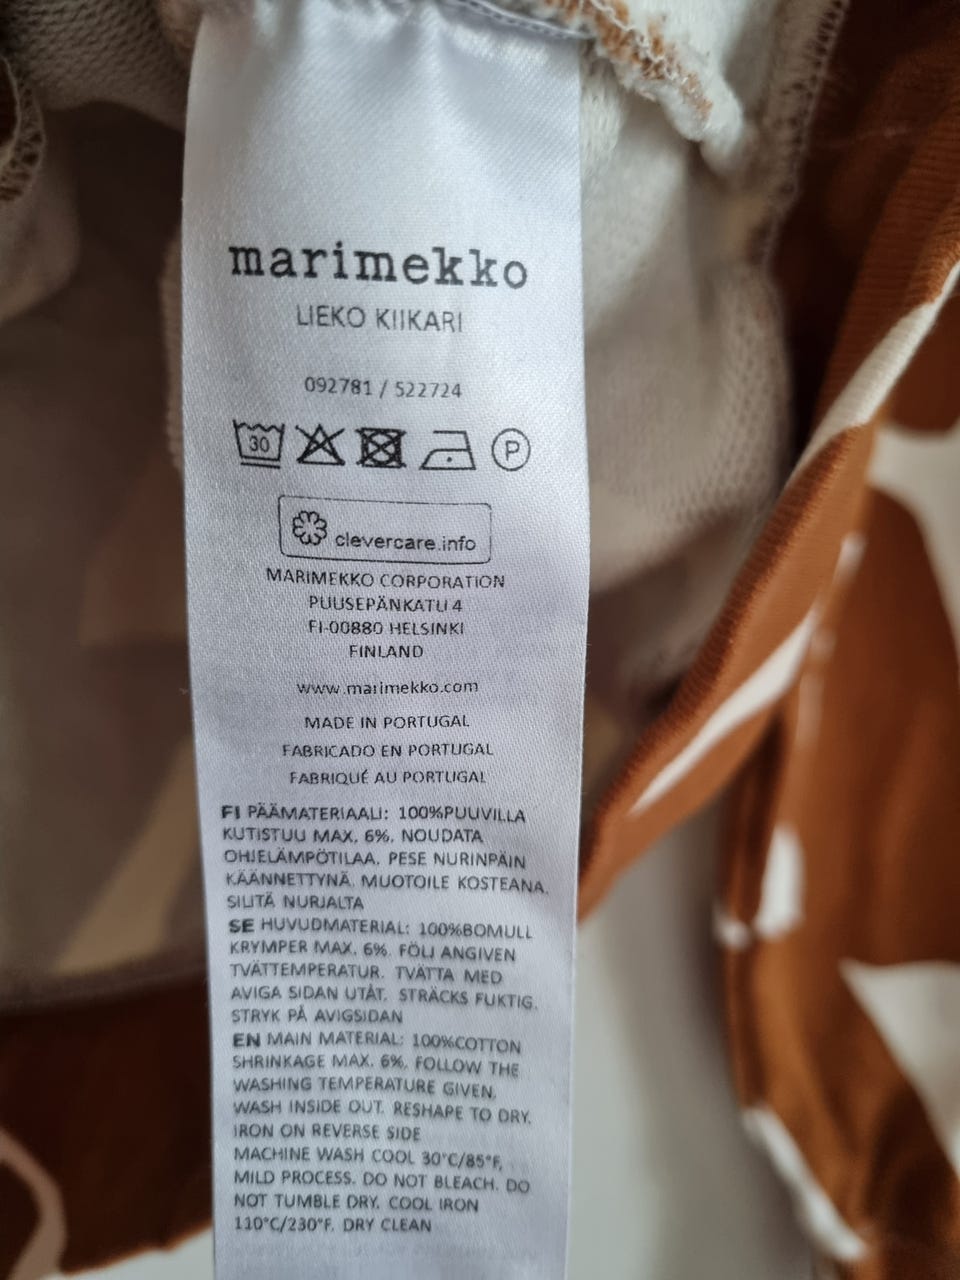 marimekko
LIEKO KIIKARI
092781 / 522724
30 P
clevercare.info
MARIMEKKO CORPORATION
PUUSEPÄNKATU 4
FI-00880 HELSINKI
FINLAND
www.marimekko.com
MADE IN PORTUGAL
FABRICADO EN PORTUGAL
FABRIQUÉ AU PORTUGAL
FI PÄÄMATERIAALI: 100%PUUVILLA
KUTISTUU MAX. 6%. NOUDATA
OHJELÄMPÖTILAA. PESE NURINPÄIN
KÄÄNNETTYNÄ. MUOTOILE KOSTEANA.
SILITÄ NURJALTA
SE HUVUDMATERIAL: 100%BOMULL
KRYMPER MAX. 6%. FÖLJ ANGIVEN
TVÄTTEMPERATUR. TVÄTTA MED
AVIGA SIDAN UTÅT. STRÄCKS FUKTIG.
STRYK PÅ AVIGSIDAN
EN MAIN MATERIAL: 100%COTTON
SHRINKAGE MAX. 6%. FOLLOW THE
WASHING TEMPERATURE GIVEN.
WASH INSIDE OUT. RESHAPE TO DRY.
IRON ON REVERSE SIDE
MACHINE WASH COOL 30°C/85°F,
MILD PROCESS. DO NOT BLEACH. DO
NOT TUMBLE DRY. COOL IRON
110°C/230°F. DRY CLEAN